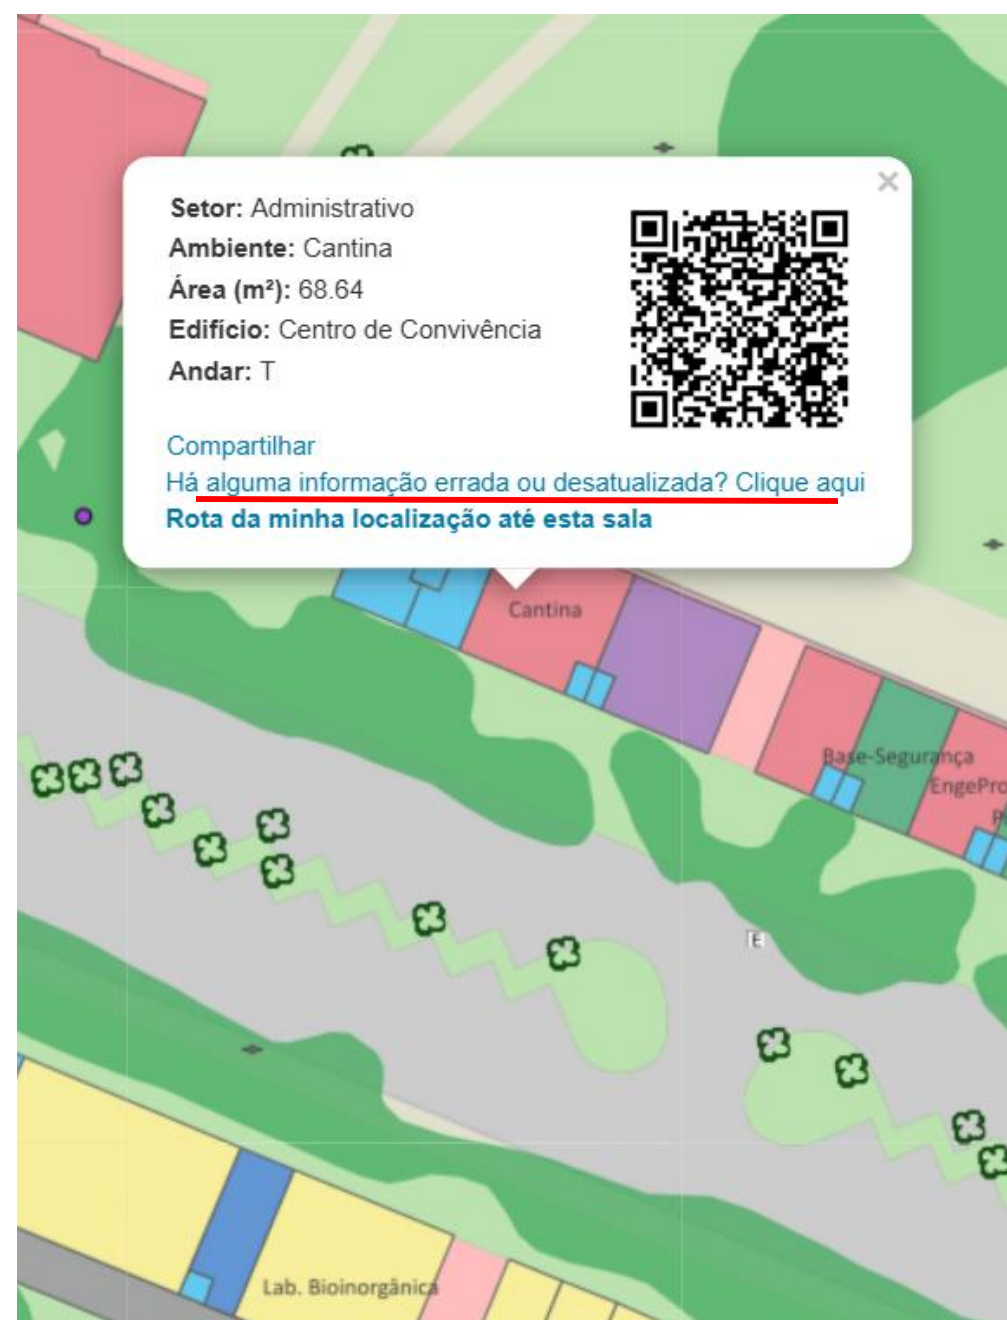 Setor: Administrativo
Ambiente: Cantina
Área (m²): 68.64
Edifício: Centro de Convivência
Andar: T
Compartilhar
Há alguma informação errada ou desatualizada? Clique aqui
Rota da minha localização até esta sala
Cantina
Base-Segurança
EngePro
P
E
Lab. Bioinorgânica